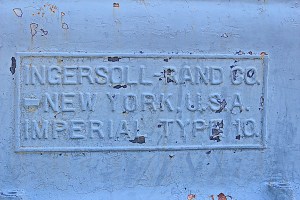 INGERSOLL-RAND CO.
-NEW YORK, U.S.A.
IMPERIAL TYPE 10.